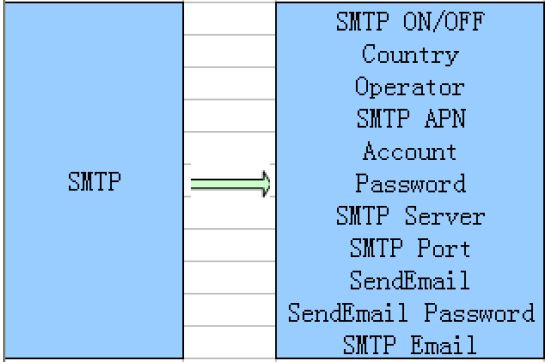 SMTP
SMTP ON/OFF
Country
Operator
SMTP APN
Account
Password
SMTP Server
SMTP Port
SendEmail
SendEmail Password
SMTP Email